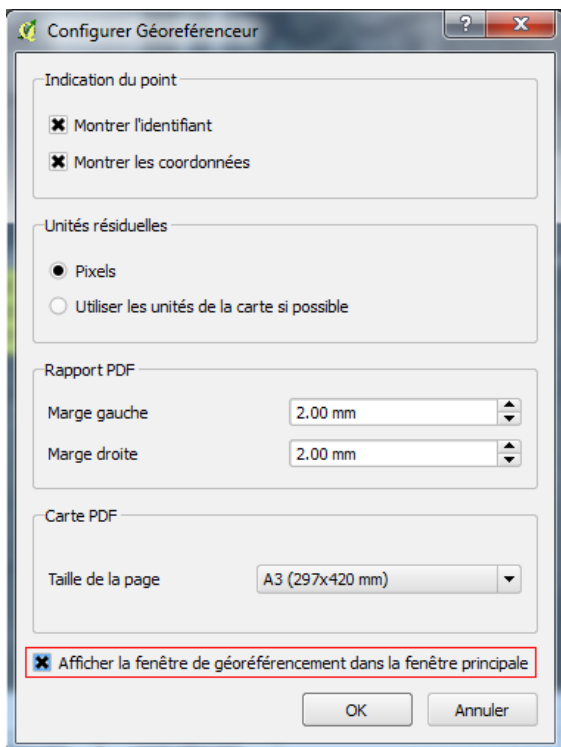 Configurer Géoreférenceur
Indication du point
Montrer l'identifiant
Montrer les coordonnées
Unités résiduelles
Pixels
Utiliser les unités de la carte si possible
Rapport PDF
Marge gauche 2.00 mm
Marge droite 2.00 mm
Carte PDF
Taille de la page A3 (297x420 mm)
Afficher la fenêtre de géoréférencement dans la fenêtre principale
OK Annuler